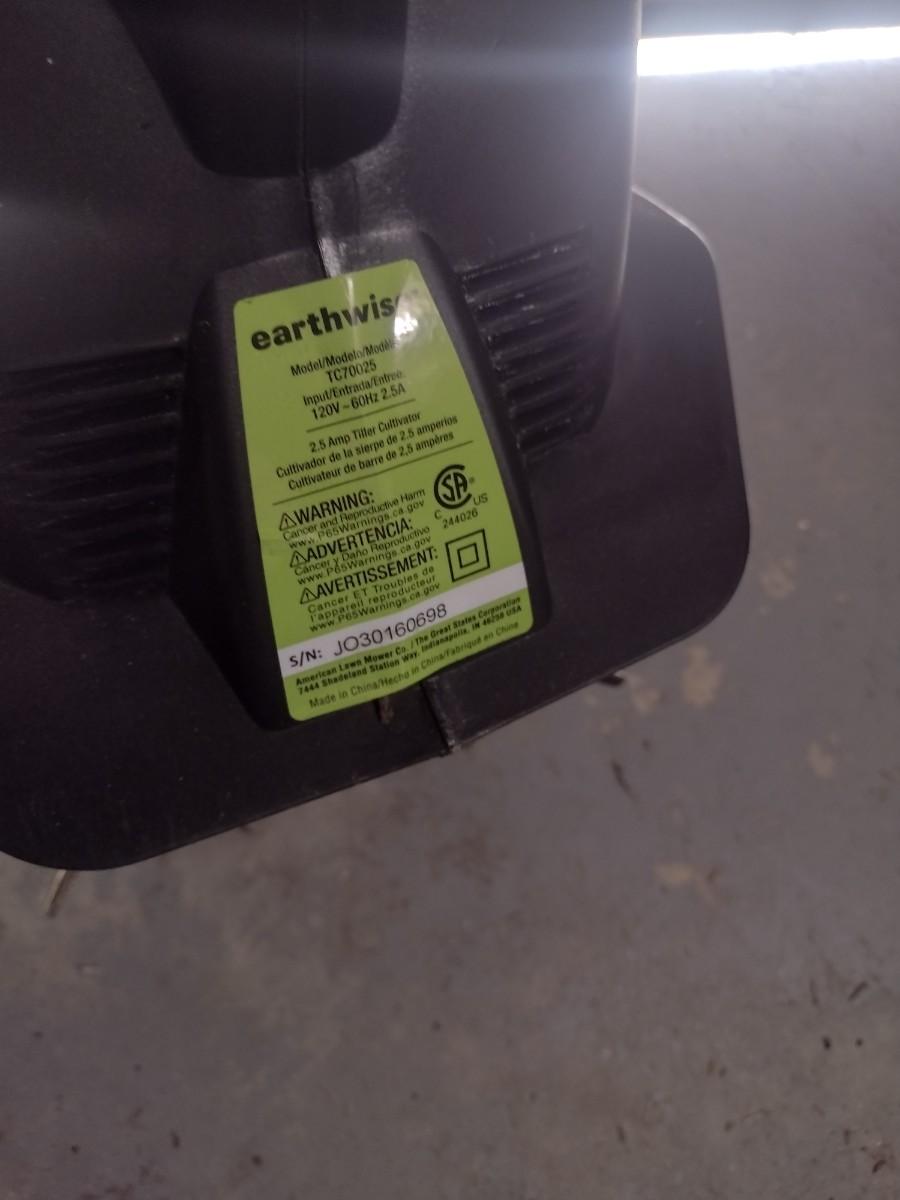 earthwise
Model/Modelo/Modèle
TC70025
Input/Entrada/Entrée:
120V ~ 60Hz 2.5A
2.5 Amp Tiller Cultivator
Cultivador de la sierpe de 2.5 amperios
Cultivateur de barre de 2,5 ampères
⚠WARNING:
Cancer and Reproductive Harm
www.P65Warnings.ca.gov
⚠ADVERTENCIA:
Cáncer y Daño Reproductivo
www.P65Warnings.ca.gov
⚠AVERTISSEMENT:
Cancer ET Troubles de
l'appareil reproducteur
www.P65Warnings.ca.gov
CSA®
C US
244026
S/N: JO30160698
American Lawn Mower Co. / The Great States Corporation
7444 Shadeland Station Way, Indianapolis, IN 46256 USA
Made in China/Hecho in China/Fabriqué en Chine